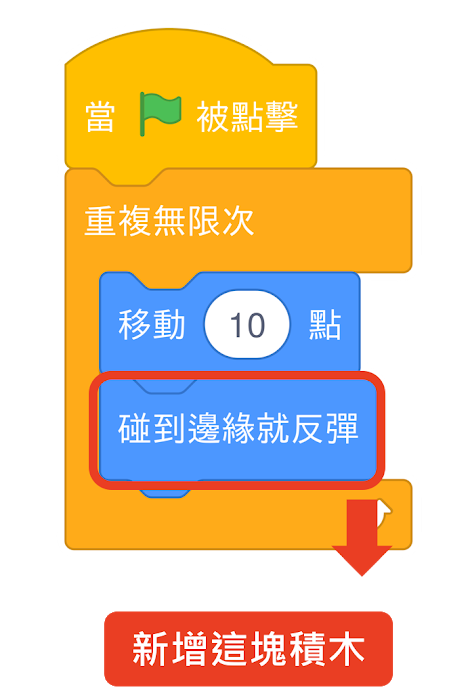 當 被點擊
重複無限次
移動 10 點
碰到邊緣就反彈
新增這塊積木